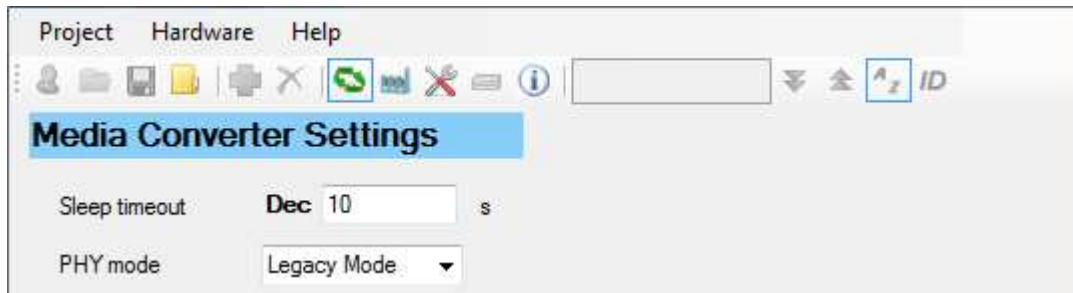 Project Hardware Help
A Z ID
Media Converter Settings
Sleep timeout Dec 10 s
PHY mode Legacy Mode